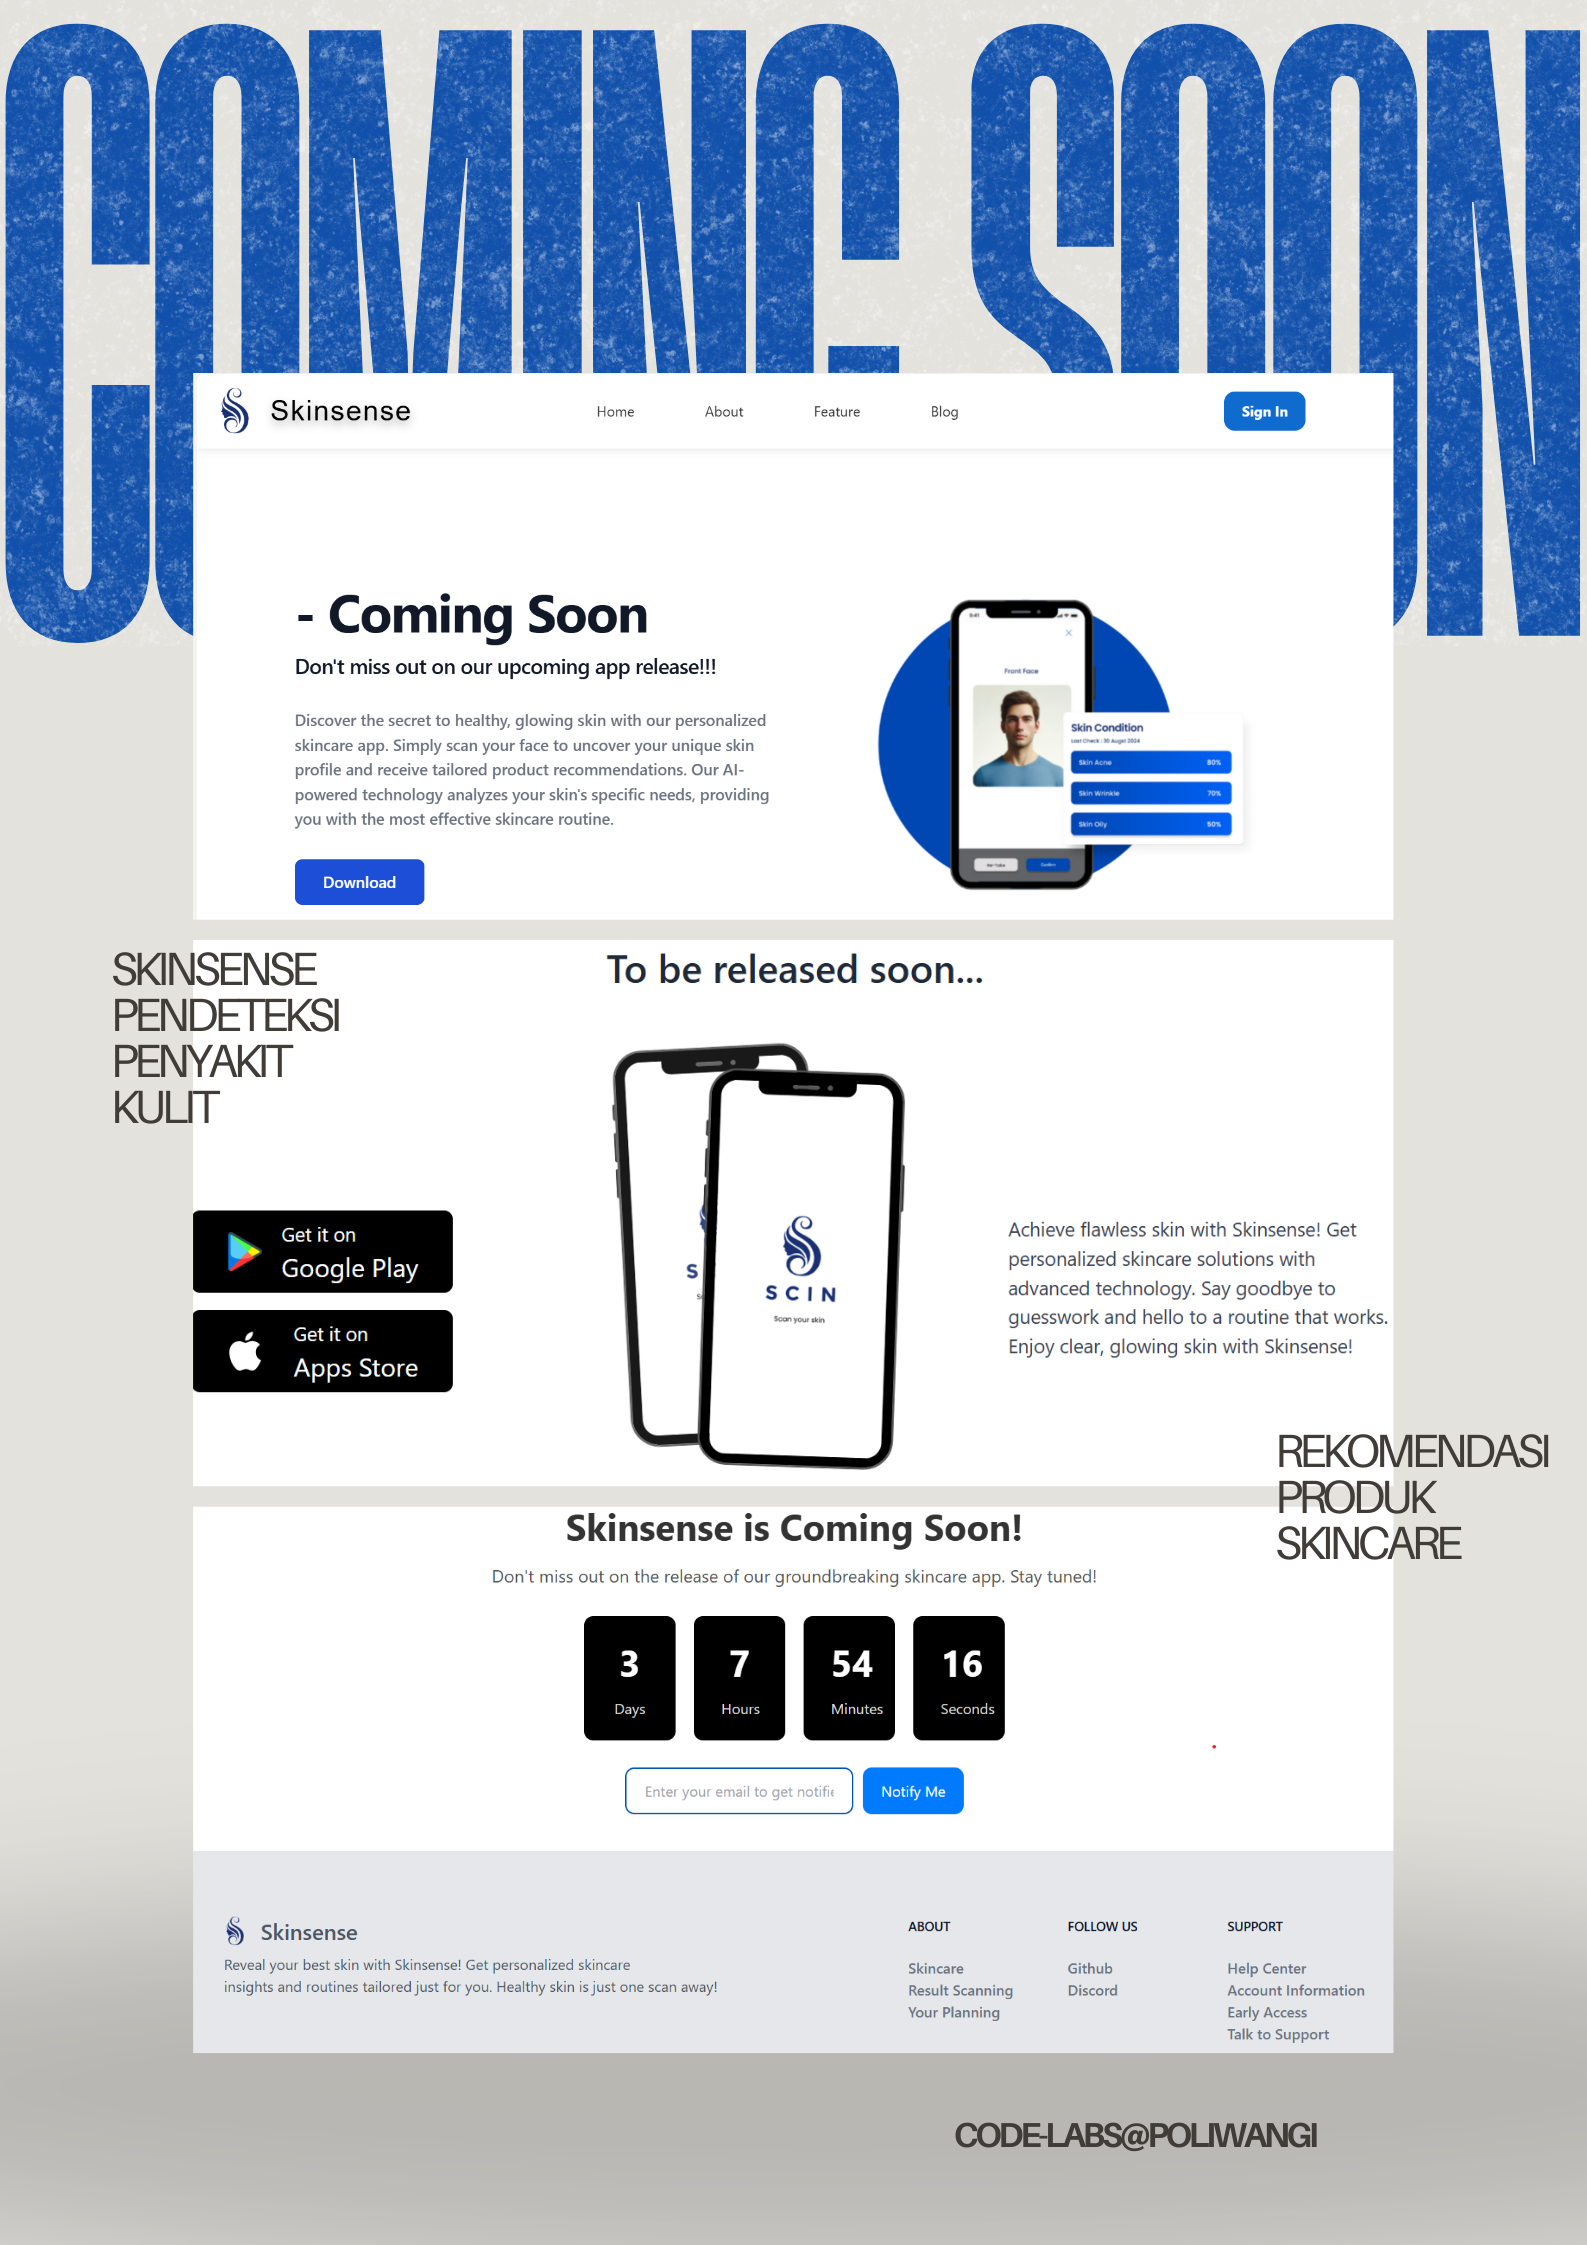 COMING SOON
Skinsense
Home
About
Feature
Blog
Sign In
- Coming Soon
Don't miss out on our upcoming app release!!!
Discover the secret to healthy, glowing skin with our personalized
skincare app. Simply scan your face to uncover your unique skin
profile and receive tailored product recommendations. Our AI-
powered technology analyzes your skin's specific needs, providing
you with the most effective skincare routine.
Download
9:41
Front Face
Skin Condition
Last Check : 30 Augst 2024
Skin Acne 80%
Skin Wrinkle 70%
Skin Oily 50%
Confirm
SKINSENSE
PENDETEKSI
PENYAKIT
KULIT
To be released soon...
Get it on
Google Play
Get it on
Apps Store
S
SCIN
Scan your skin
Achieve flawless skin with Skinsense! Get
personalized skincare solutions with
advanced technology. Say goodbye to
guesswork and hello to a routine that works.
Enjoy clear, glowing skin with Skinsense!
REKOMENDASI
PRODUK
SKINCARE
Skinsense is Coming Soon!
Don't miss out on the release of our groundbreaking skincare app. Stay tuned!
3 7 54 16
Days Hours Minutes Seconds
Enter your email to get notifie
Notify Me
Skinsense
Reveal your best skin with Skinsense! Get personalized skincare
insights and routines tailored just for you. Healthy skin is just one scan away!
ABOUT
Skincare
Result Scanning
Your Planning
FOLLOW US
Github
Discord
SUPPORT
Help Center
Account Information
Early Access
Talk to Support
CODE-LABS@POLIWANGI